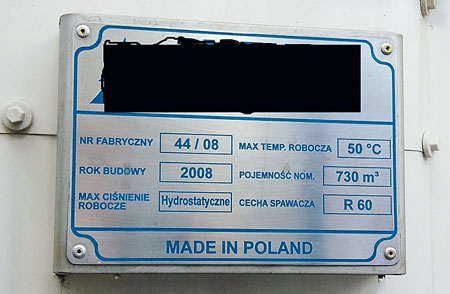 NR FABRYCZNY 44 / 08 MAX TEMP. ROBOCZA 50 °C
ROK BUDOWY 2008 POJEMNOŚĆ NOM. 730 m³
MAX CIŚNIENIE
ROBOCZE Hydrostatyczne CECHA SPAWACZA R 60
MADE IN POLAND